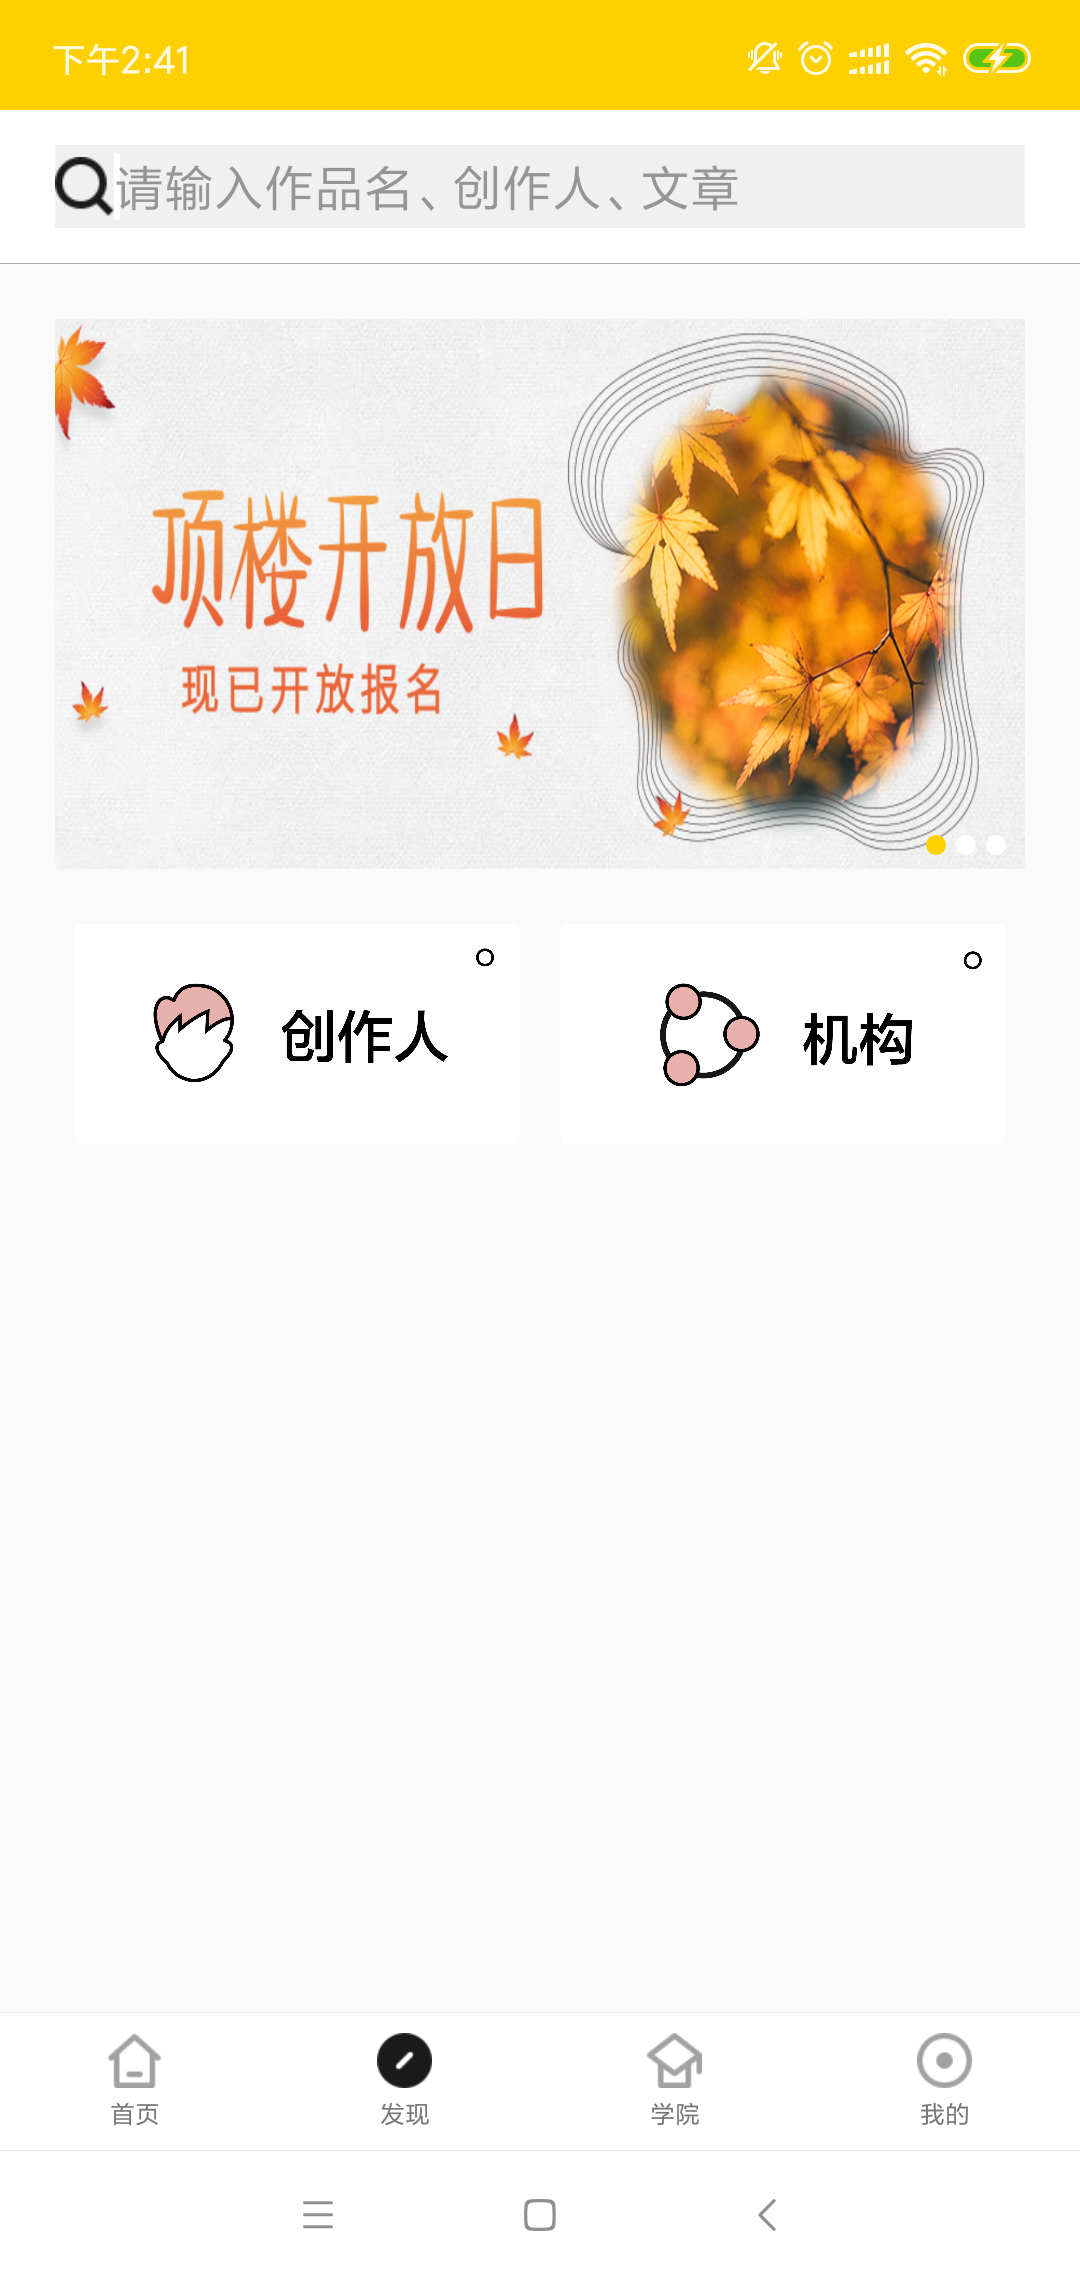 下午2:41
请输入作品名、创作人、文章
顶楼开放日
现已开放报名
创作人
机构
首页
发现
学院
我的